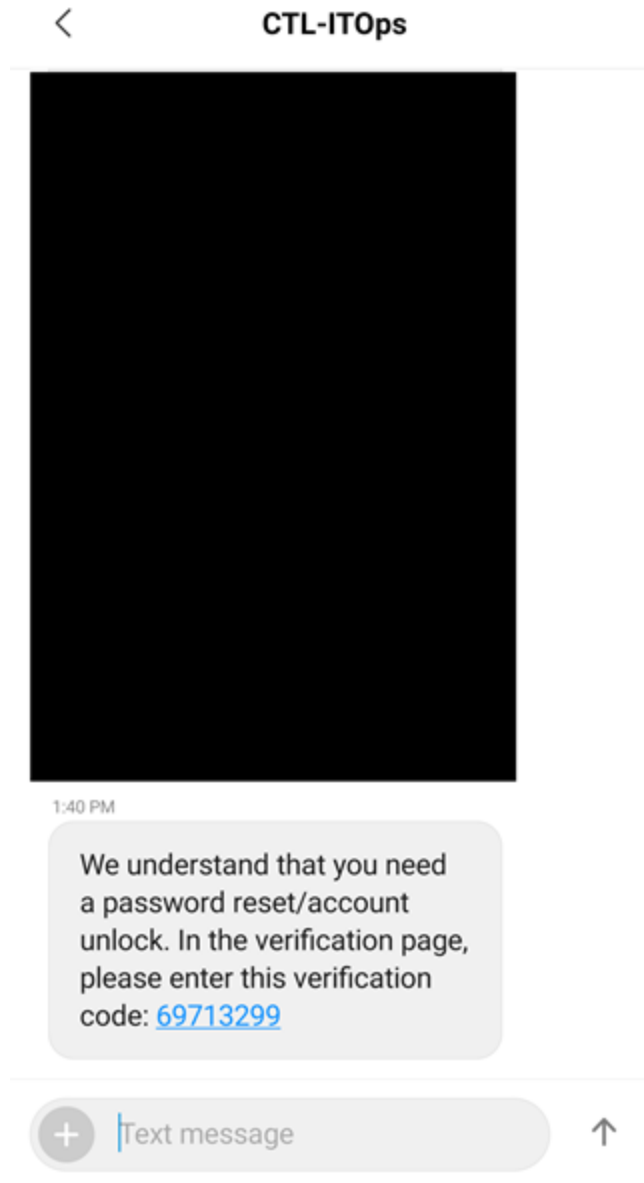 CTL-ITOps
1:40 PM
We understand that you need
a password reset/account
unlock. In the verification page,
please enter this verification
code: 69713299
Text message